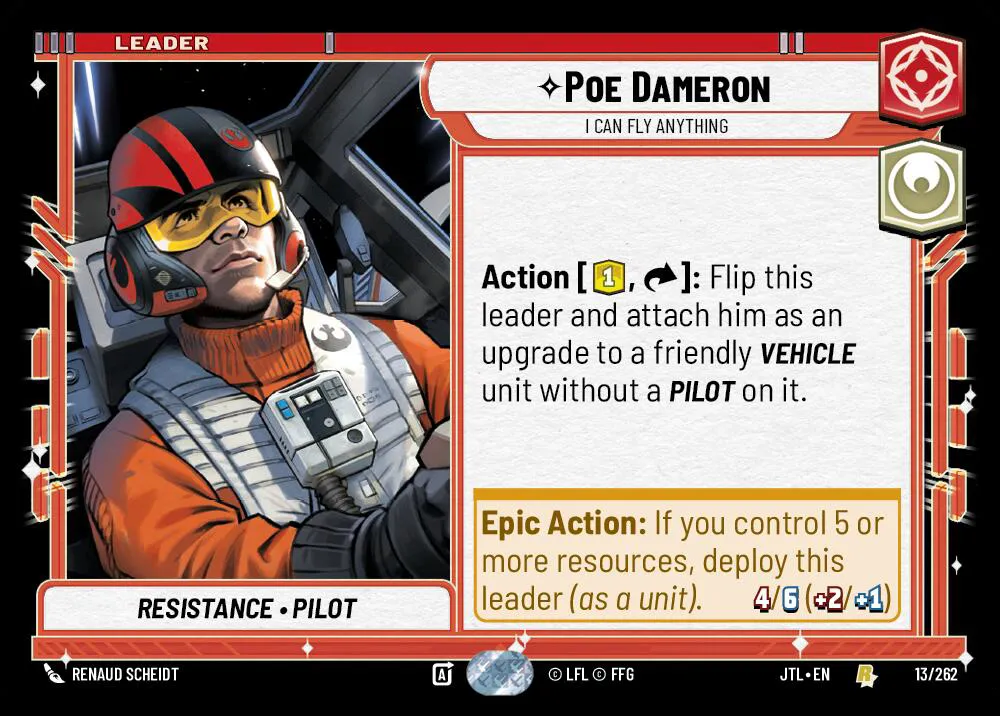 LEADER
POE DAMERON
I CAN FLY ANYTHING
Action [1, ]: Flip this
leader and attach him as an
upgrade to a friendly VEHICLE
unit without a PILOT on it.
Epic Action: If you control 5 or
more resources, deploy this
leader (as a unit). 4/6 (+2/+1)
RESISTANCE • PILOT
RENAUD SCHEIDT
A
© LFL © FFG
JTL•EN
R
13/262